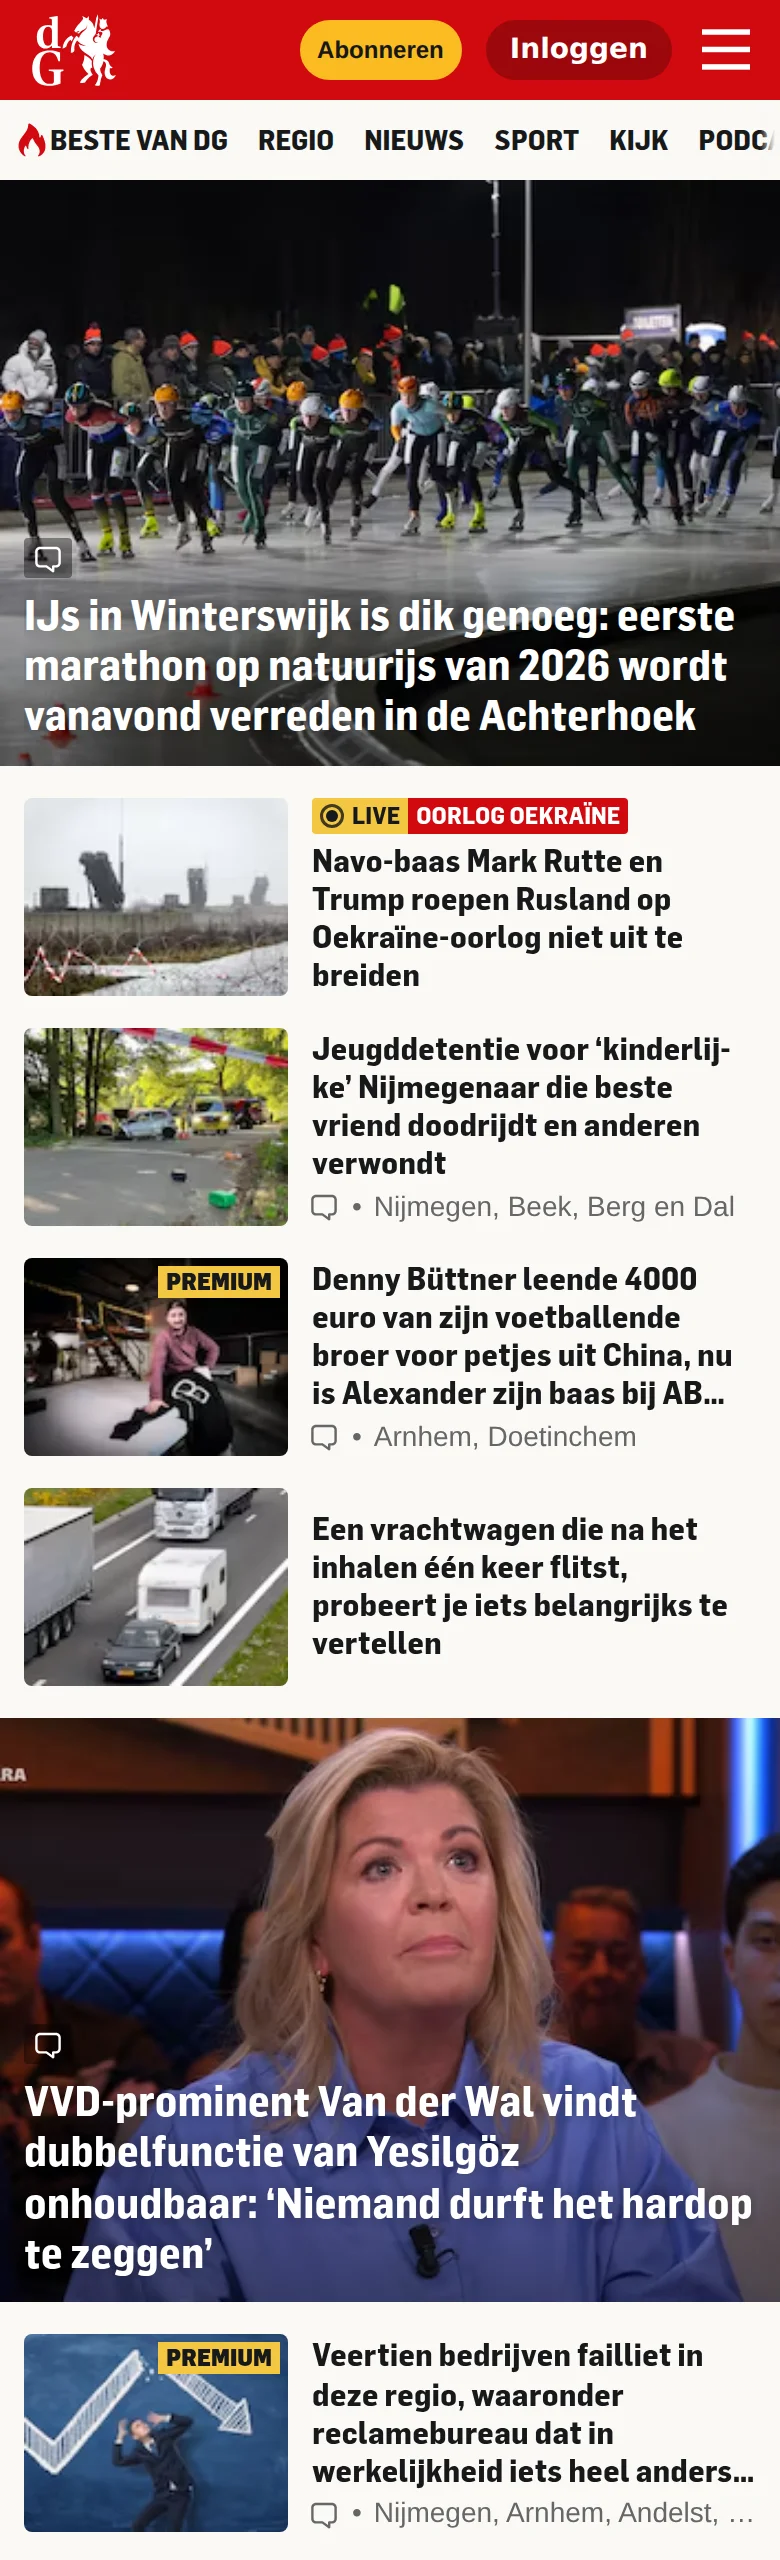 dG
Abonneren
Inloggen
BESTE VAN DG REGIO NIEUWS SPORT KIJK PODCA
TOILETTEN
IJs in Winterswijk is dik genoeg: eerste
marathon op natuurijs van 2026 wordt
vanavond verreden in de Achterhoek
LIVE OORLOG OEKRAÏNE
Navo-baas Mark Rutte en
Trump roepen Rusland op
Oekraïne-oorlog niet uit te
breiden
Jeugddetentie voor ‘kinderlij-
ke’ Nijmegenaar die beste
vriend doodrijdt en anderen
verwondt
• Nijmegen, Beek, Berg en Dal
PREMIUM
Denny Büttner leende 4000
euro van zijn voetballende
broer voor petjes uit China, nu
is Alexander zijn baas bij AB...
• Arnhem, Doetinchem
Een vrachtwagen die na het
inhalen één keer flitst,
probeert je iets belangrijks te
vertellen
RA
VVD-prominent Van der Wal vindt
dubbelfunctie van Yesilgöz
onhoudbaar: ‘Niemand durft het hardop
te zeggen’
PREMIUM
Veertien bedrijven failliet in
deze regio, waaronder
reclamebureau dat in
werkelijkheid iets heel anders...
• Nijmegen, Arnhem, Andelst, ...